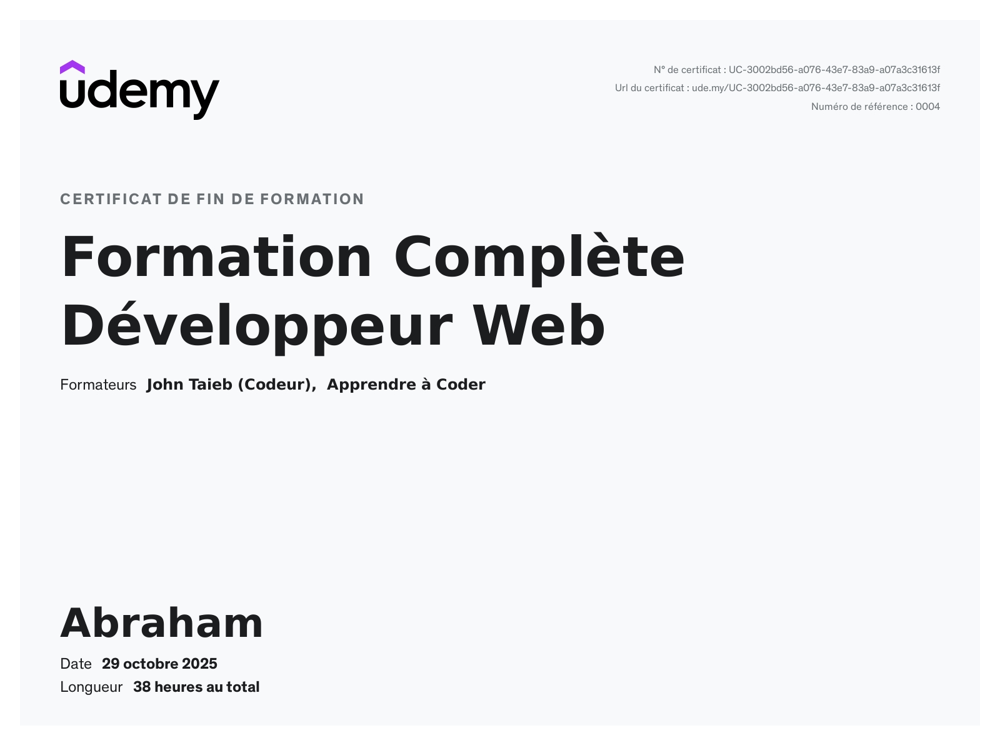 udemy
N° de certificat : UC-3002bd56-a076-43e7-83a9-a07a3c31613f
Url du certificat : ude.my/UC-3002bd56-a076-43e7-83a9-a07a3c31613f
Numéro de référence : 0004
CERTIFICAT DE FIN DE FORMATION
Formation Complète
Développeur Web
Formateurs John Taieb (Codeur), Apprendre à Coder
Abraham
Date 29 octobre 2025
Longueur 38 heures au total